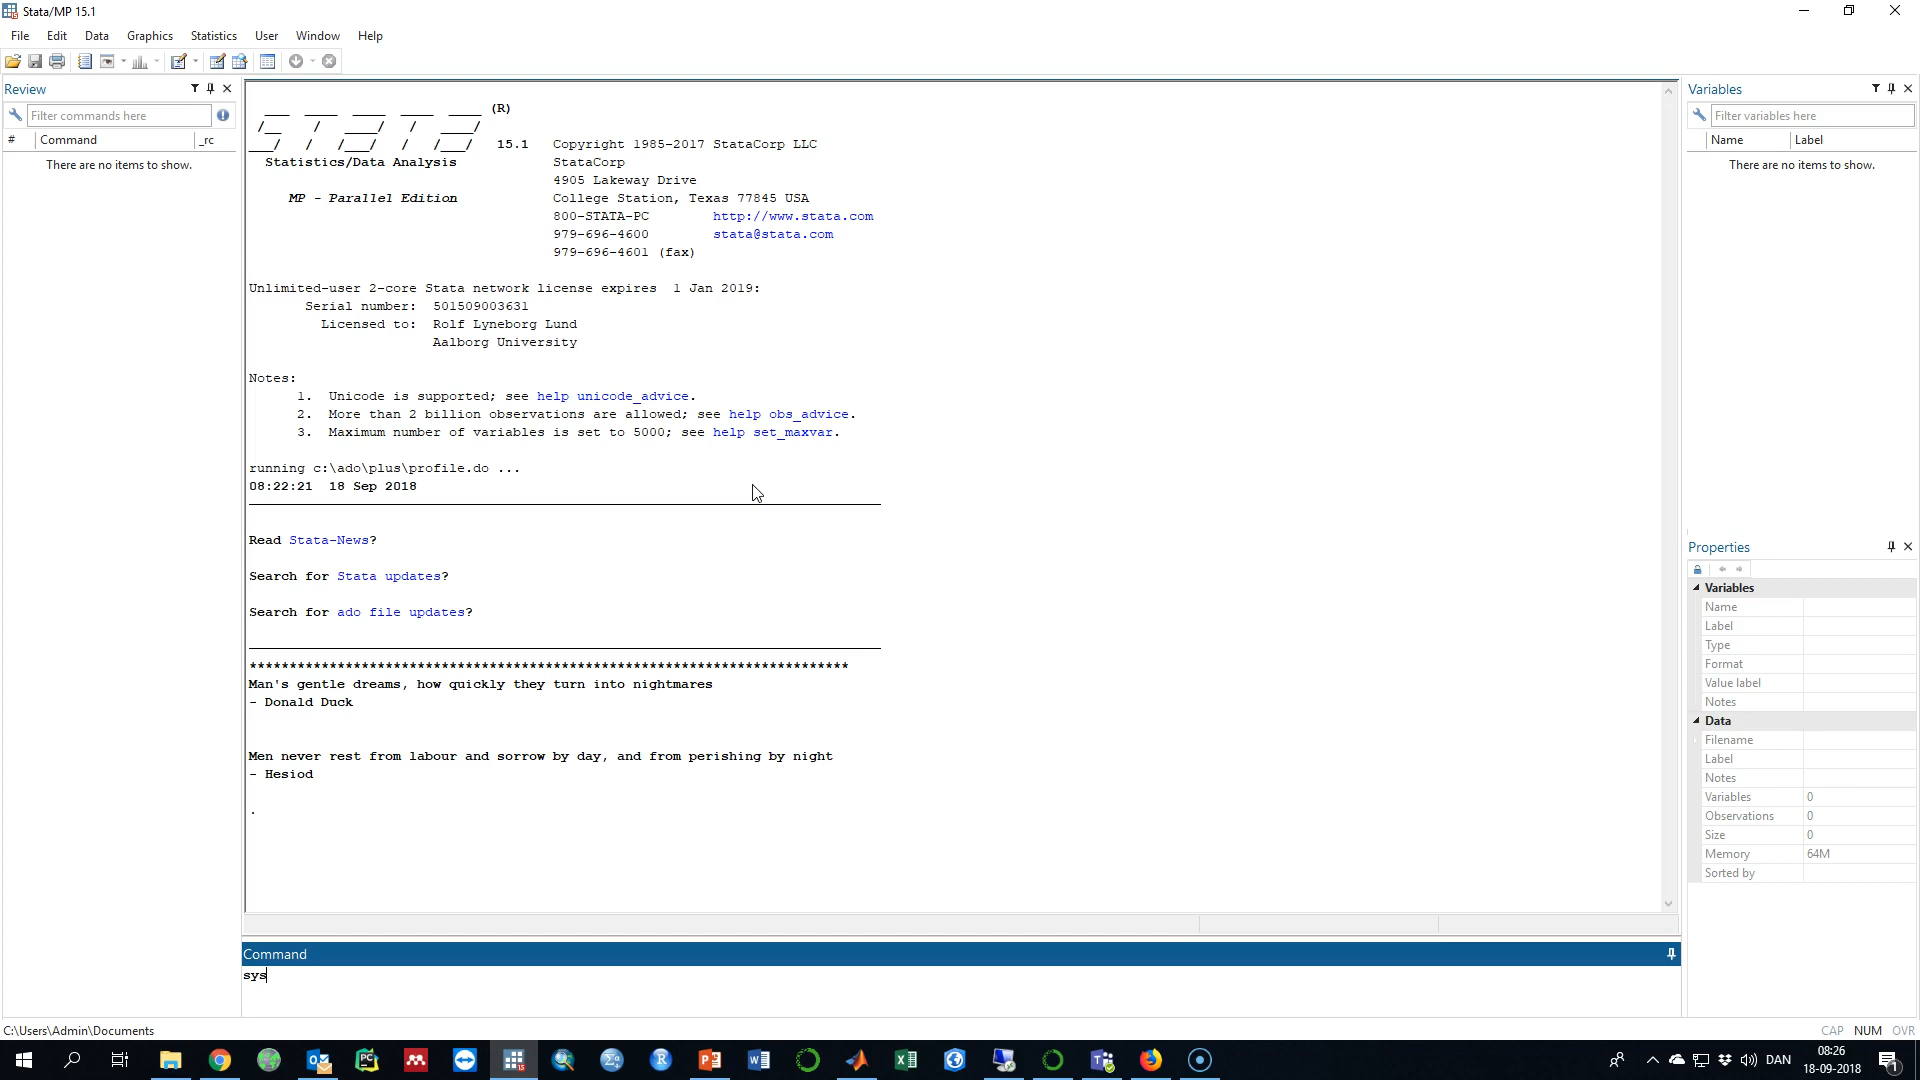 Stata/MP 15.1
File Edit Data Graphics Statistics User Window Help
Review
Filter commands here
# Command _rc
There are no items to show.
(R)
15.1 Copyright 1985-2017 StataCorp LLC
Statistics/Data Analysis StataCorp
4905 Lakeway Drive
MP - Parallel Edition College Station, Texas 77845 USA
800-STATA-PC http://www.stata.com
979-696-4600 stata@stata.com
979-696-4601 (fax)
Unlimited-user 2-core Stata network license expires 1 Jan 2019:
Serial number: 501509003631
Licensed to: Rolf Lyneborg Lund
Aalborg University
Notes:
1. Unicode is supported; see help unicode_advice.
2. More than 2 billion observations are allowed; see help obs_advice.
3. Maximum number of variables is set to 5000; see help set_maxvar.
running c:\ado\plus\profile.do ...
08:22:21 18 Sep 2018
Read Stata-News?
Search for Stata updates?
Search for ado file updates?
***************************************************************************
Man's gentle dreams, how quickly they turn into nightmares
- Donald Duck
Men never rest from labour and sorrow by day, and from perishing by night
- Hesiod
.
Command
sys
Variables
Filter variables here
Name Label
There are no items to show.
Properties
Variables
Name
Label
Type
Format
Value label
Notes
Data
Filename
Label
Notes
Variables 0
Observations 0
Size 0
Memory 64M
Sorted by
C:\Users\Admin\Documents
CAP NUM OVR
DAN
08:26
18-09-2018